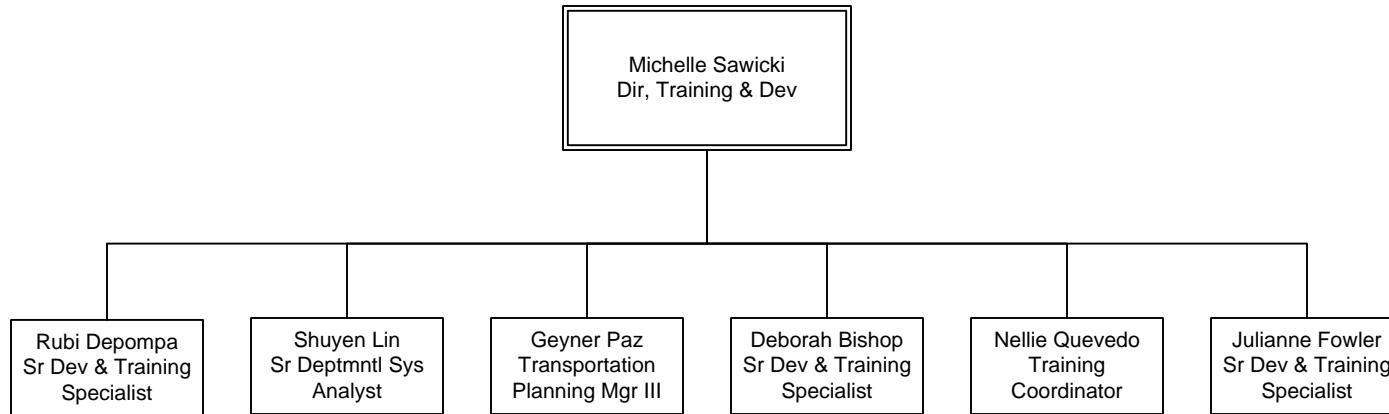 Michelle Sawicki
Dir, Training & Dev
Rubi Depompa
Sr Dev & Training
Specialist
Shuyen Lin
Sr Deptmntl Sys
Analyst
Geyner Paz
Transportation
Planning Mgr III
Deborah Bishop
Sr Dev & Training
Specialist
Nellie Quevedo
Training
Coordinator
Julianne Fowler
Sr Dev & Training
Specialist